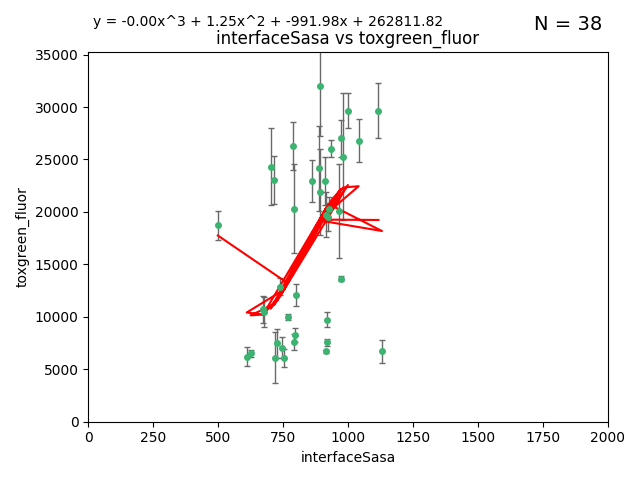 y = -0.00x^3 + 1.25x^2 + -991.98x + 262811.82
N = 38
interfaceSasa vs toxgreen_fluor
35000
30000
25000
20000
15000
10000
5000
0
toxgreen_fluor
0 250 500 750 1000 1250 1500 1750 2000
interfaceSasa